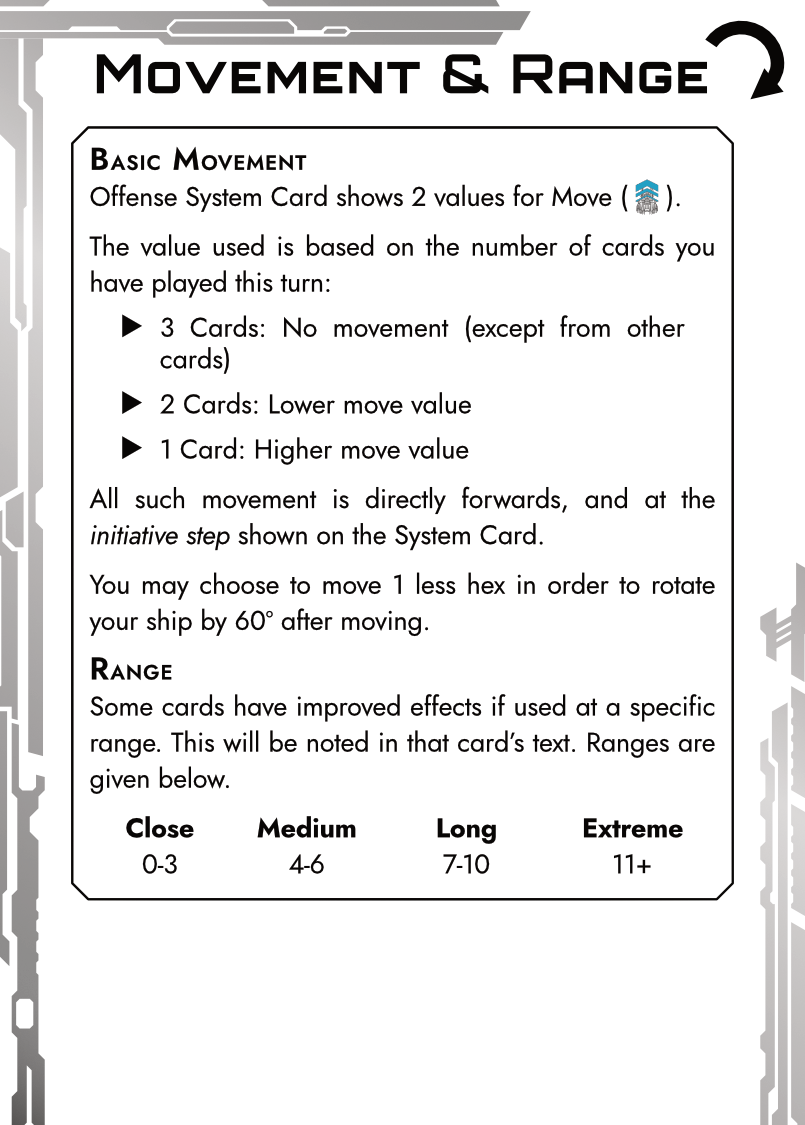 Movement & Range
Basic Movement
Offense System Card shows 2 values for Move ( ).
The value used is based on the number of cards you
have played this turn:
3 Cards: No movement (except from other
cards)
2 Cards: Lower move value
1 Card: Higher move value
All such movement is directly forwards, and at the
initiative step shown on the System Card.
You may choose to move 1 less hex in order to rotate
your ship by 60° after moving.
Range
Some cards have improved effects if used at a specific
range. This will be noted in that card's text. Ranges are
given below.
Close Medium Long Extreme
0-3 4-6 7-10 11+